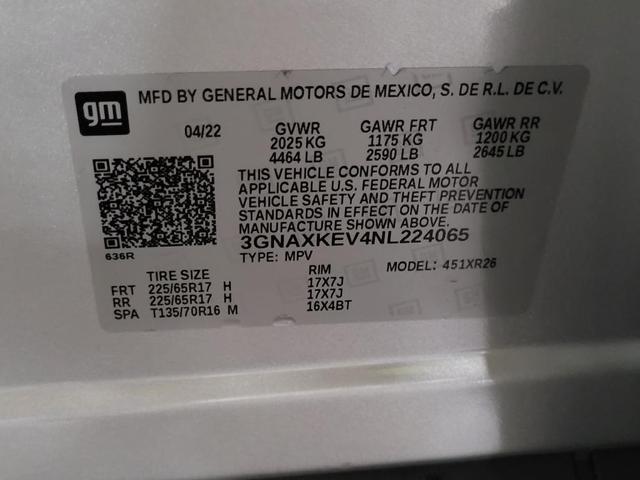 gm
MFD BY GENERAL MOTORS DE MEXICO, S. DE R.L. DE C.V.
04/22 GVWR GAWR FRT GAWR RR
2025 KG 1175 KG 1200 KG
4464 LB 2590 LB 2645 LB
THIS VEHICLE CONFORMS TO ALL
APPLICABLE U.S. FEDERAL MOTOR
VEHICLE SAFETY AND THEFT PREVENTION
STANDARDS IN EFFECT ON THE DATE OF
MANUFACTURE SHOWN ABOVE.
3GNAXKEV4NL224065
636R
TYPE: MPV MODEL: 451XR26
TIRE SIZE RIM
FRT 225/65R17 H 17X7J
RR 225/65R17 H 17X7J
SPA T135/70R16 M 16X4BT